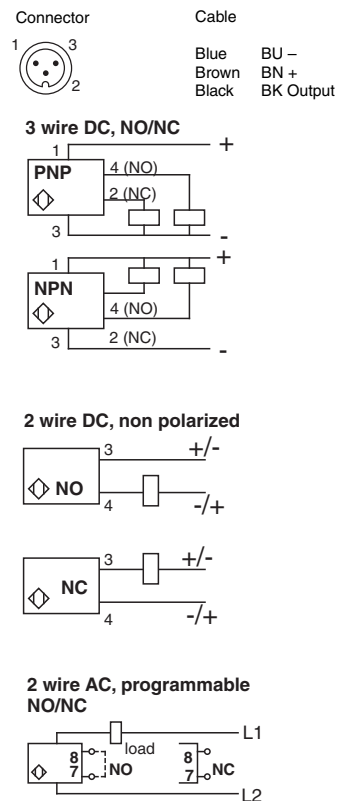 Connector Cable
1 3
2
Blue BU –
Brown BN +
Black BK Output
3 wire DC, NO/NC
1 +
PNP 4 (NO)
2 (NC)
3 -
1 +
NPN
4 (NO)
3 2 (NC) -
2 wire DC, non polarized
3 +/-
NO
4 -/+
3 +/-
NC
4 -/+
2 wire AC, programmable
NO/NC
L1
load
8 8
7 NO 7 NC
L2